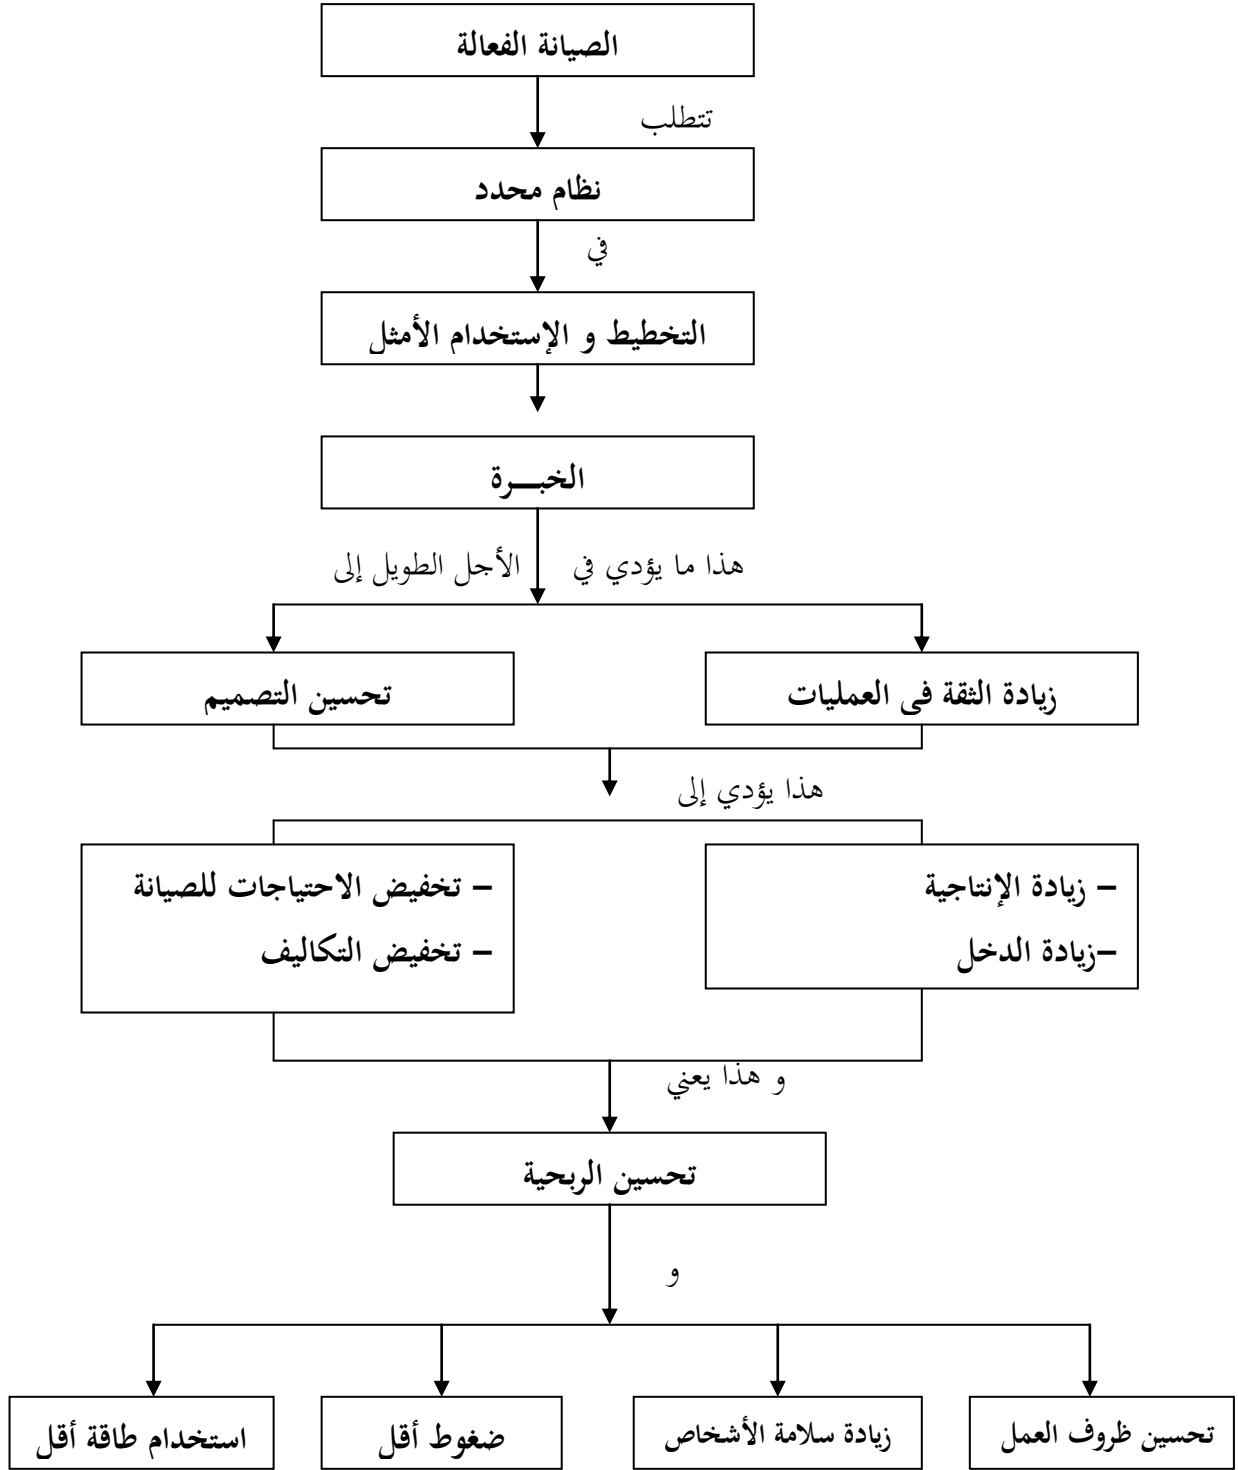 الصيانة الفعالة
تتطلب
نظام محدد
في
التخطيط و الإستخدام الأمثل
الخبـــرة
هذا ما يؤدي في الأجل الطويل إلى
زيادة الثقة فى العمليات
تحسين التصميم
هذا يؤدي إلى
– زيادة الإنتاجية
–زيادة الدخل
– تخفيض الاحتياجات للصيانة
– تخفيض التكاليف
و هذا يعني
تحسين الربحية
و
تحسين ظروف العمل
زيادة سلامة الأشخاص
ضغوط أقل
استخدام طاقة أقل